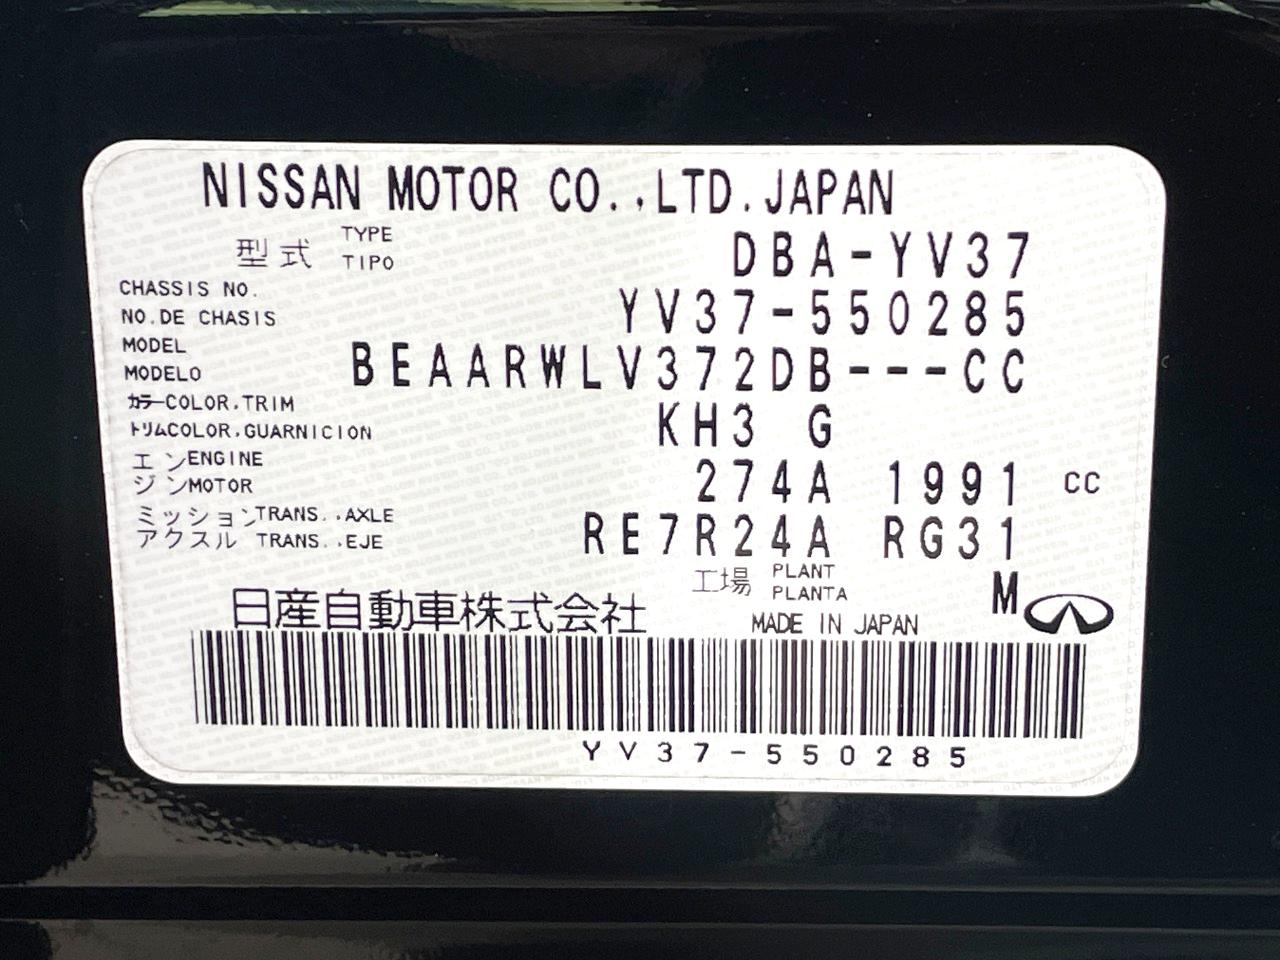 NISSAN MOTOR CO.,LTD.JAPAN
型式 TYPE TIPO DBA-YV37
CHASSIS NO.
NO.DE CHASIS YV37-550285
MODEL
MODELO BEAARWLV372DB---CC
カラーCOLOR.TRIM
トリムCOLOR.GUARNICION KH3 G
エンENGINE
ジンMOTOR 274A 1991 CC
ミッションTRANS..AXLE
アクスル TRANS..EJE RE7R24A RG31
工場 PLANT PLANTA M
日産自動車株式会社 MADE IN JAPAN
YV37-550285